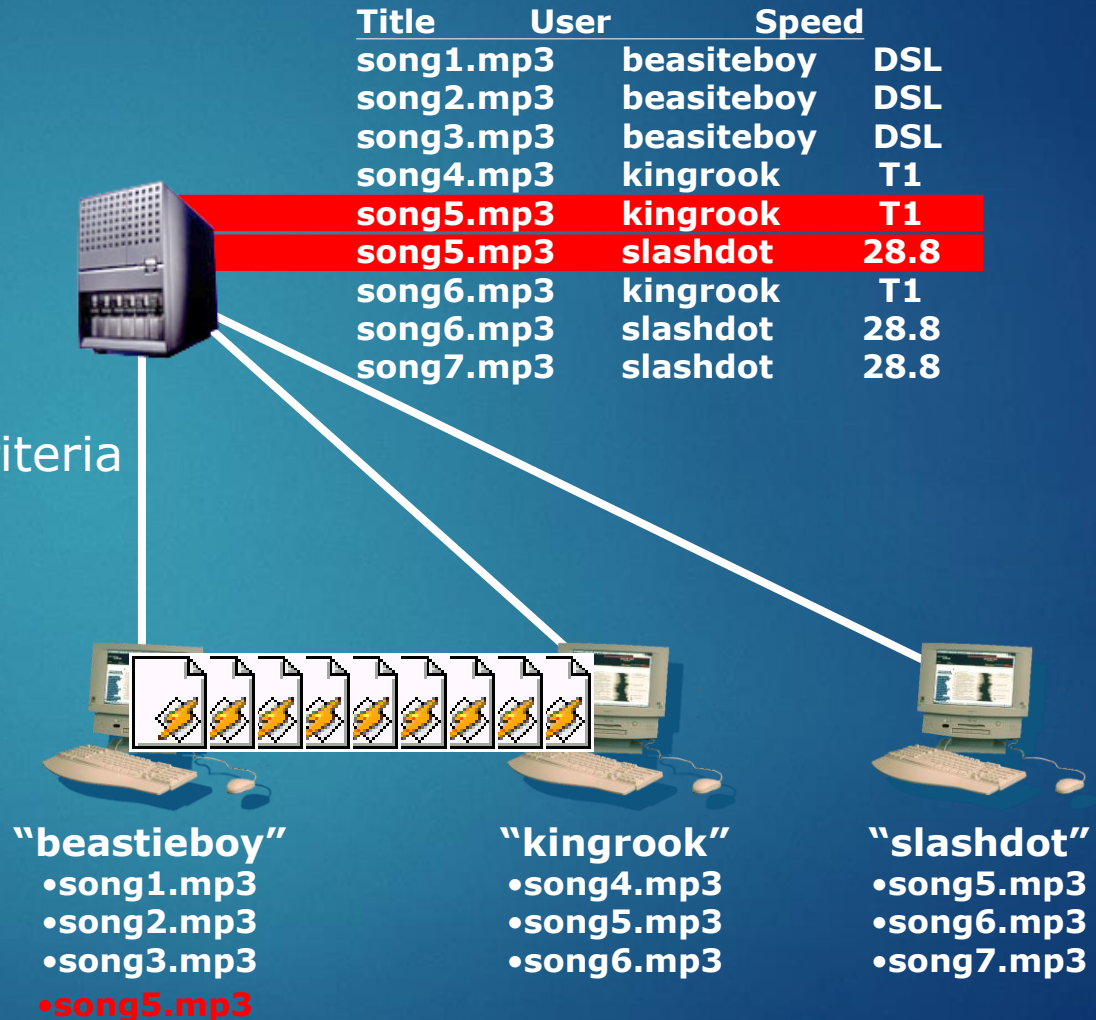 Title User Speed
song1.mp3 beasiteboy DSL
song2.mp3 beasiteboy DSL
song3.mp3 beasiteboy DSL
song4.mp3 kingrook T1
song5.mp3 kingrook T1
song5.mp3 slashdot 28.8
song6.mp3 kingrook T1
song6.mp3 slashdot 28.8
song7.mp3 slashdot 28.8
iteria
“beastieboy”
•song1.mp3
•song2.mp3
•song3.mp3
•song5.mp3
“kingrook”
•song4.mp3
•song5.mp3
•song6.mp3
“slashdot”
•song5.mp3
•song6.mp3
•song7.mp3